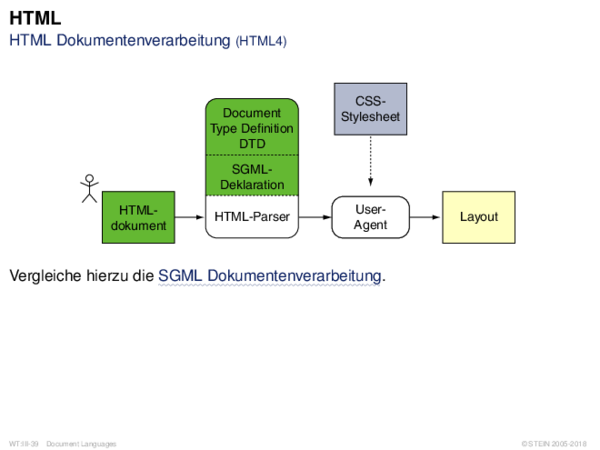 HTML
HTML Dokumentenverarbeitung (HTML4)
Document
Type Definition
DTD
SGML-
Deklaration
HTML-Parser
HTML-
dokument
CSS-
Stylesheet
User-
Agent
Layout
Vergleiche hierzu die SGML Dokumentenverarbeitung.
WT:II-39 Document Languages
© STEIN 2005-2018